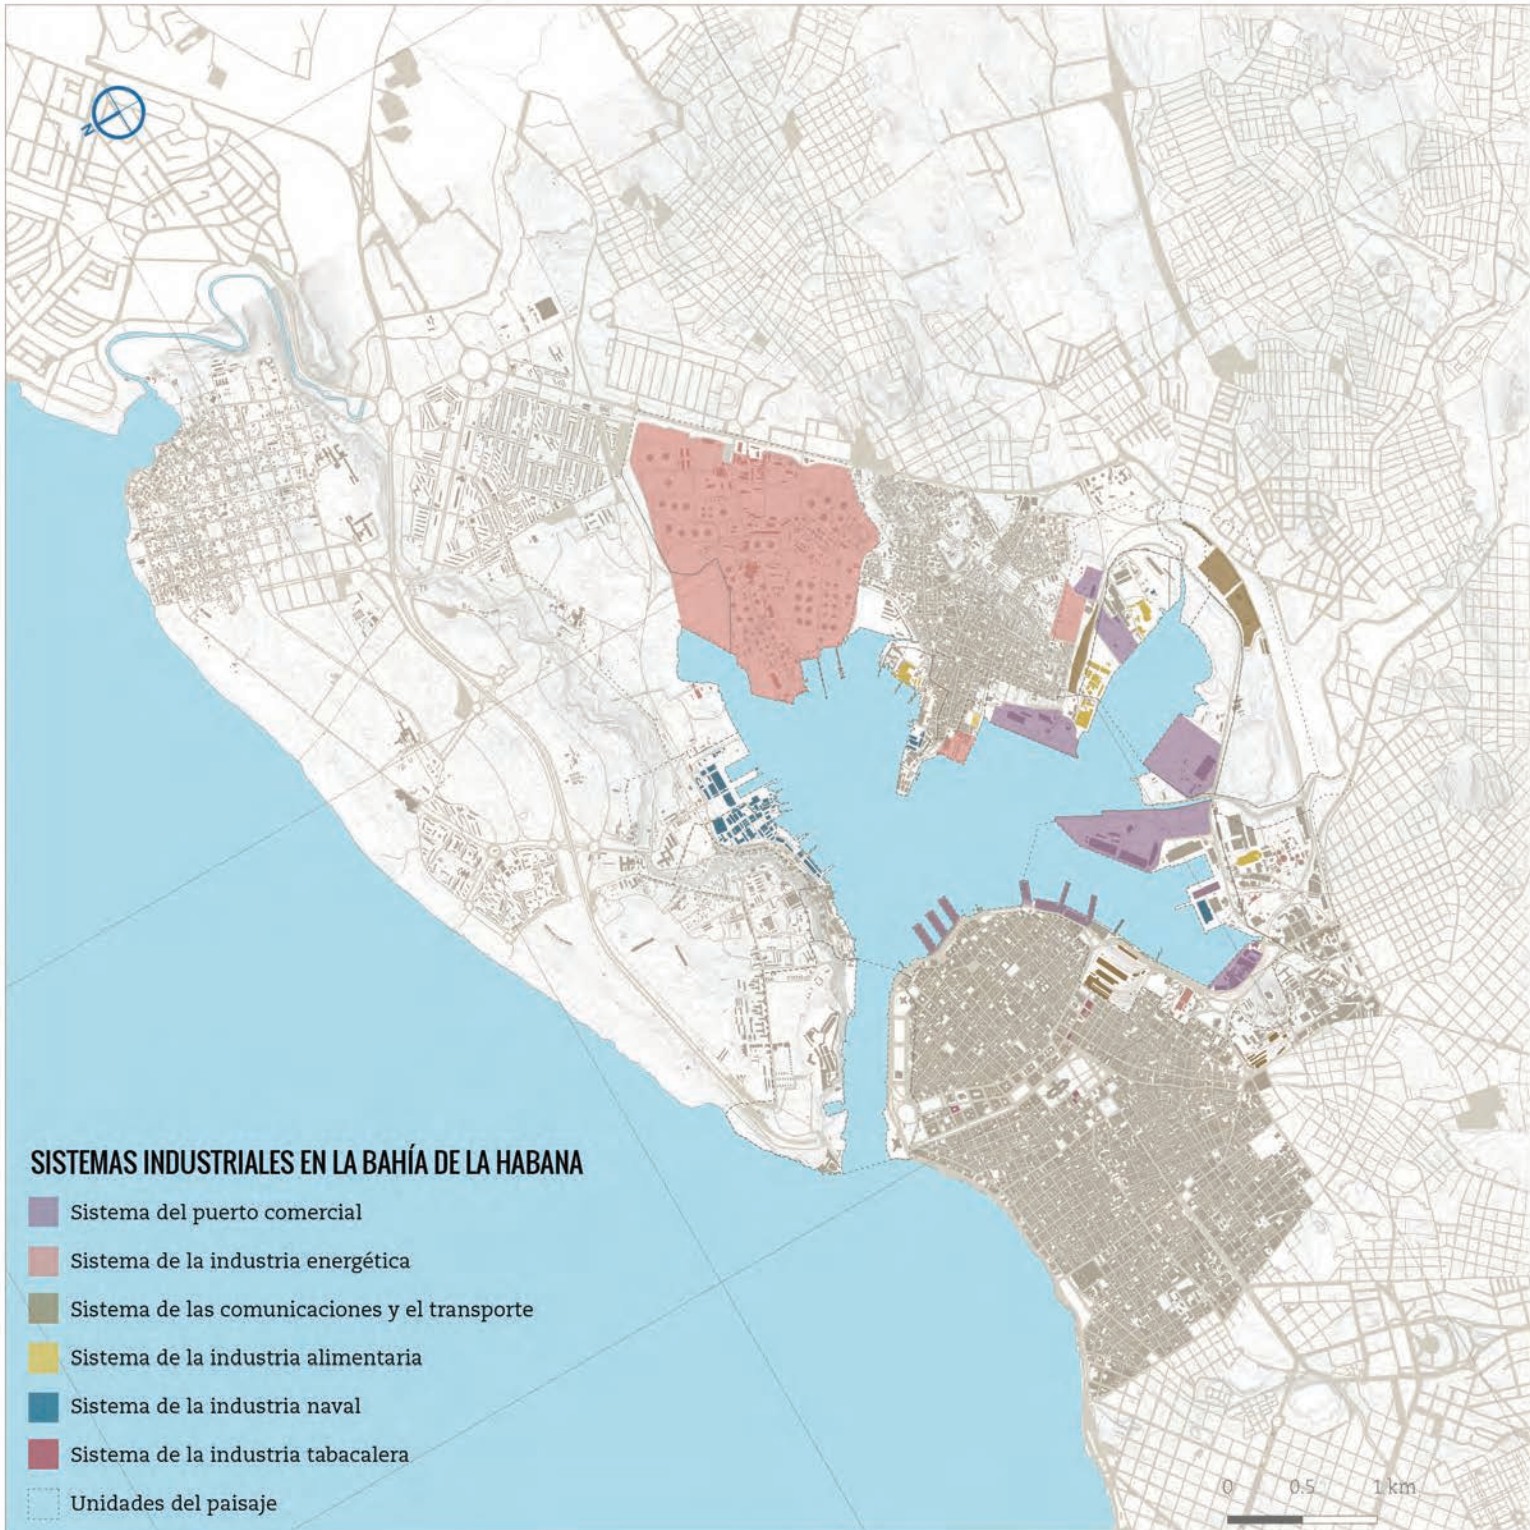 N
SISTEMAS INDUSTRIALES EN LA BAHÍA DE LA HABANA
Sistema del puerto comercial
Sistema de la industria energética
Sistema de las comunicaciones y el transporte
Sistema de la industria alimentaria
Sistema de la industria naval
Sistema de la industria tabacalera
Unidades del paisaje
0 0.5 1 km